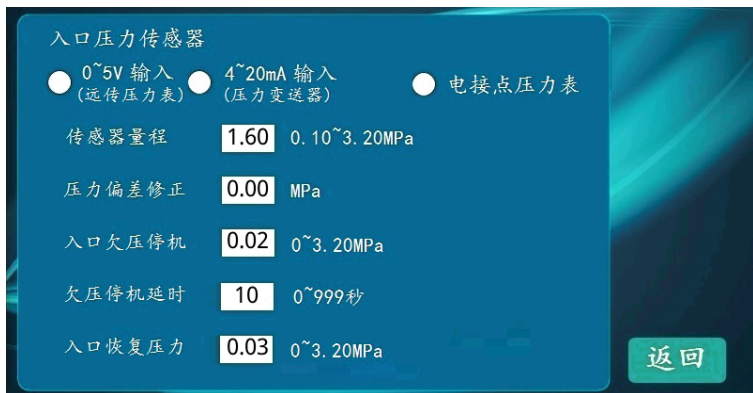 入口压力传感器
0~5V 输入 4~20mA 输入 电接点压力表
(远传压力表) (压力变送器)
传感器量程 1.60 0.10~3.20MPa
压力偏差修正 0.00 MPa
入口欠压停机 0.02 0~3.20MPa
欠压停机延时 10 0~999秒
入口恢复压力 0.03 0~3.20MPa
返回